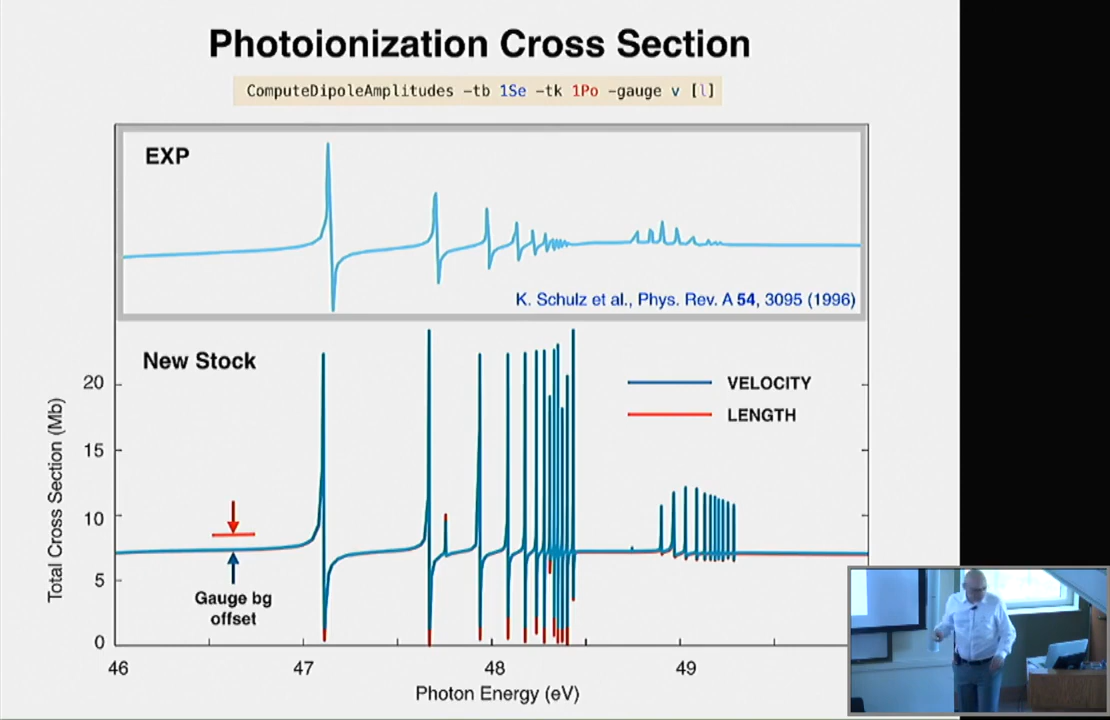 Photoionization Cross Section
ComputeDipoleAmplitudes -tb 1Se -tk 1Po -gauge v [l]
EXP
K. Schulz et al., Phys. Rev. A 54, 3095 (1996)
New Stock
VELOCITY
LENGTH
Gauge bg
offset
Total Cross Section (Mb)
20
15
10
5
0
46
47
48
49
Photon Energy (eV)